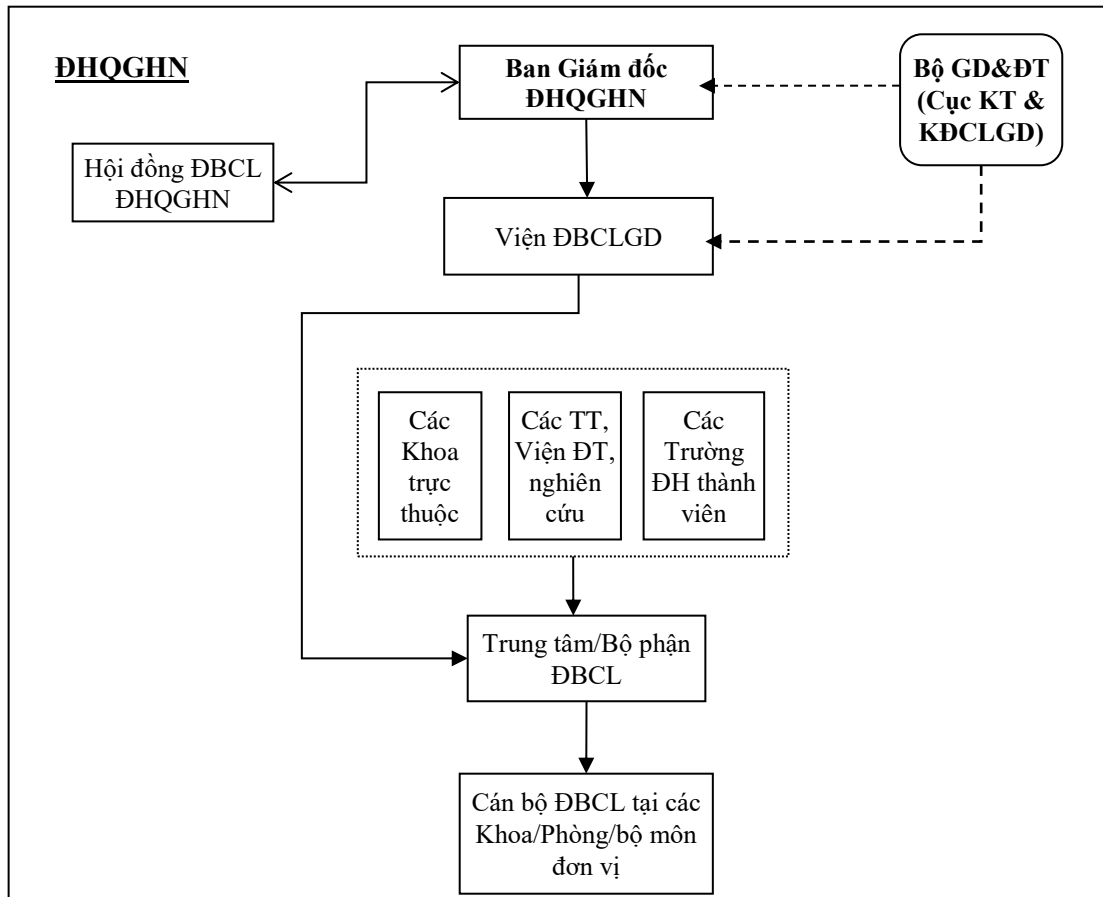 ĐHQGHN
Ban Giám đốc
ĐHQGHN
Bộ GD&ĐT
(Cục KT &
KĐCLGD)
Hội đồng ĐBCL
ĐHQGHN
Viện ĐBCLGD
Các
Khoa
trực
thuộc
Các TT,
Viện ĐT,
nghiên
cứu
Các
Trường
ĐH thành
viên
Trung tâm/Bộ phận
ĐBCL
Cán bộ ĐBCL tại các
Khoa/Phòng/bộ môn
đơn vị